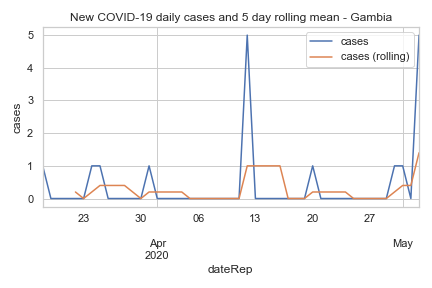 New COVID-19 daily cases and 5 day rolling mean - Gambia
cases
cases (rolling)
5
4
3
2
1
0
cases
23 30 06 13 20 27
Apr May
2020
dateRep